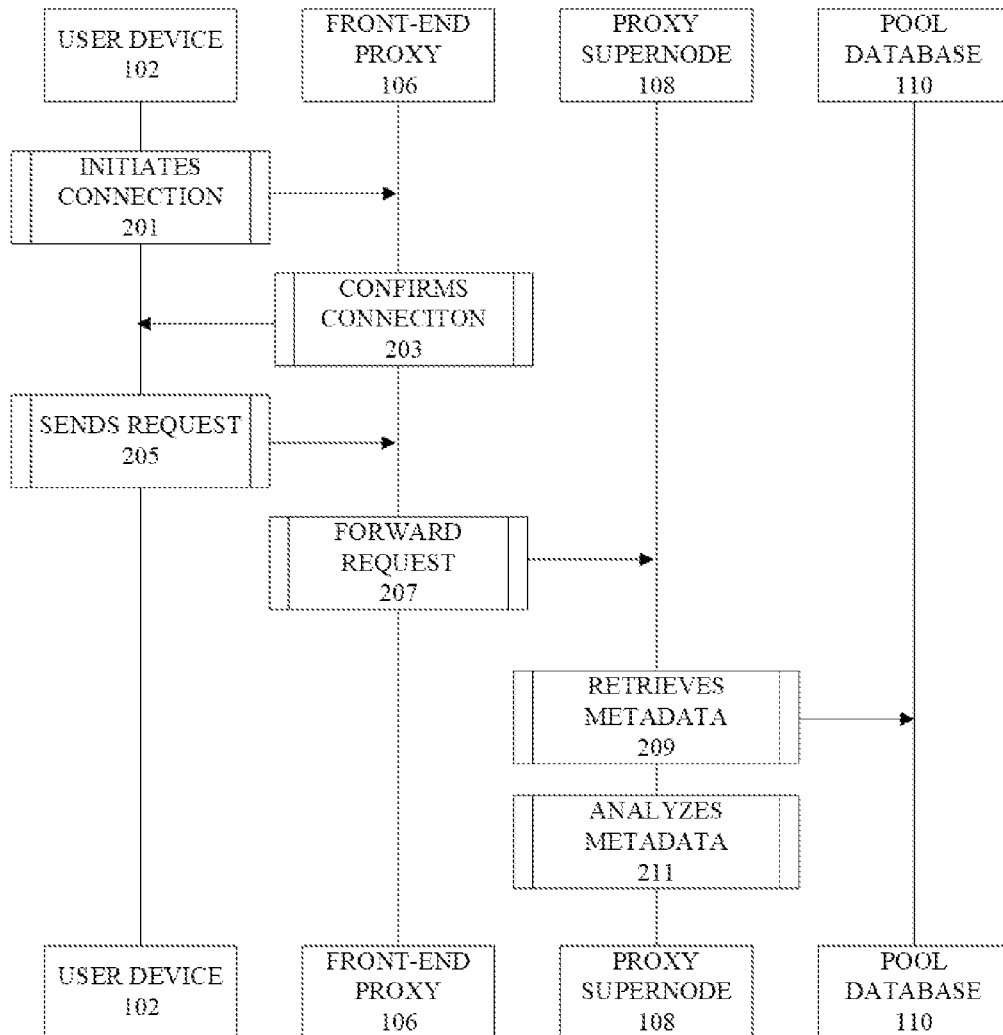 USER DEVICE
102
FRONT-END
PROXY
106
PROXY
SUPERNODE
108
POOL
DATABASE
110
INITIATES
CONNECTION
201
CONFIRMS
CONNECITON
203
SENDS REQUEST
205
FORWARD
REQUEST
207
RETRIEVES
METADATA
209
ANALYZES
METADATA
211
USER DEVICE
102
FRONT-END
PROXY
106
PROXY
SUPERNODE
108
POOL
DATABASE
110